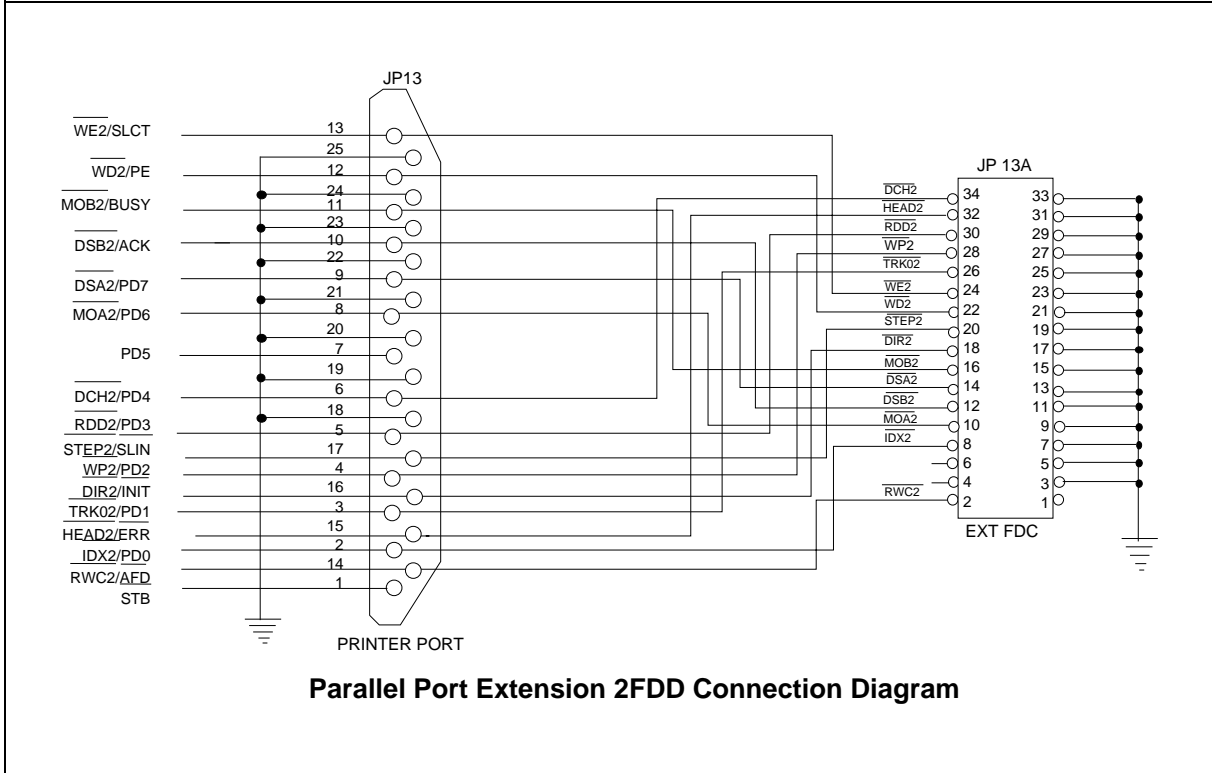 JP13
WE2/SLCT
WD2/PE
MOB2/BUSY
DSB2/ACK
DSA2/PD7
MOA2/PD6
PD5
DCH2/PD4
RDD2/PD3
STEP2/SLIN
WP2/PD2
DIR2/INIT
TRK02/PD1
HEAD2/ERR
IDX2/PD0
RWC2/AFD
STB
13
25
12
24
11
23
10
22
9
21
8
20
7
19
6
18
5
17
4
16
3
15
2
14
1
PRINTER PORT
JP 13A
DCH2
HEAD2
RDD2
WP2
TRK02
WE2
WD2
STEP2
DIR2
MOB2
DSA2
DSB2
MOA2
IDX2
RWC2
34 33
32 31
30 29
28 27
26 25
24 23
22 21
20 19
18 17
16 15
14 13
12 11
10 9
8 7
6 5
4 3
2 1
EXT FDC
Parallel Port Extension 2FDD Connection Diagram